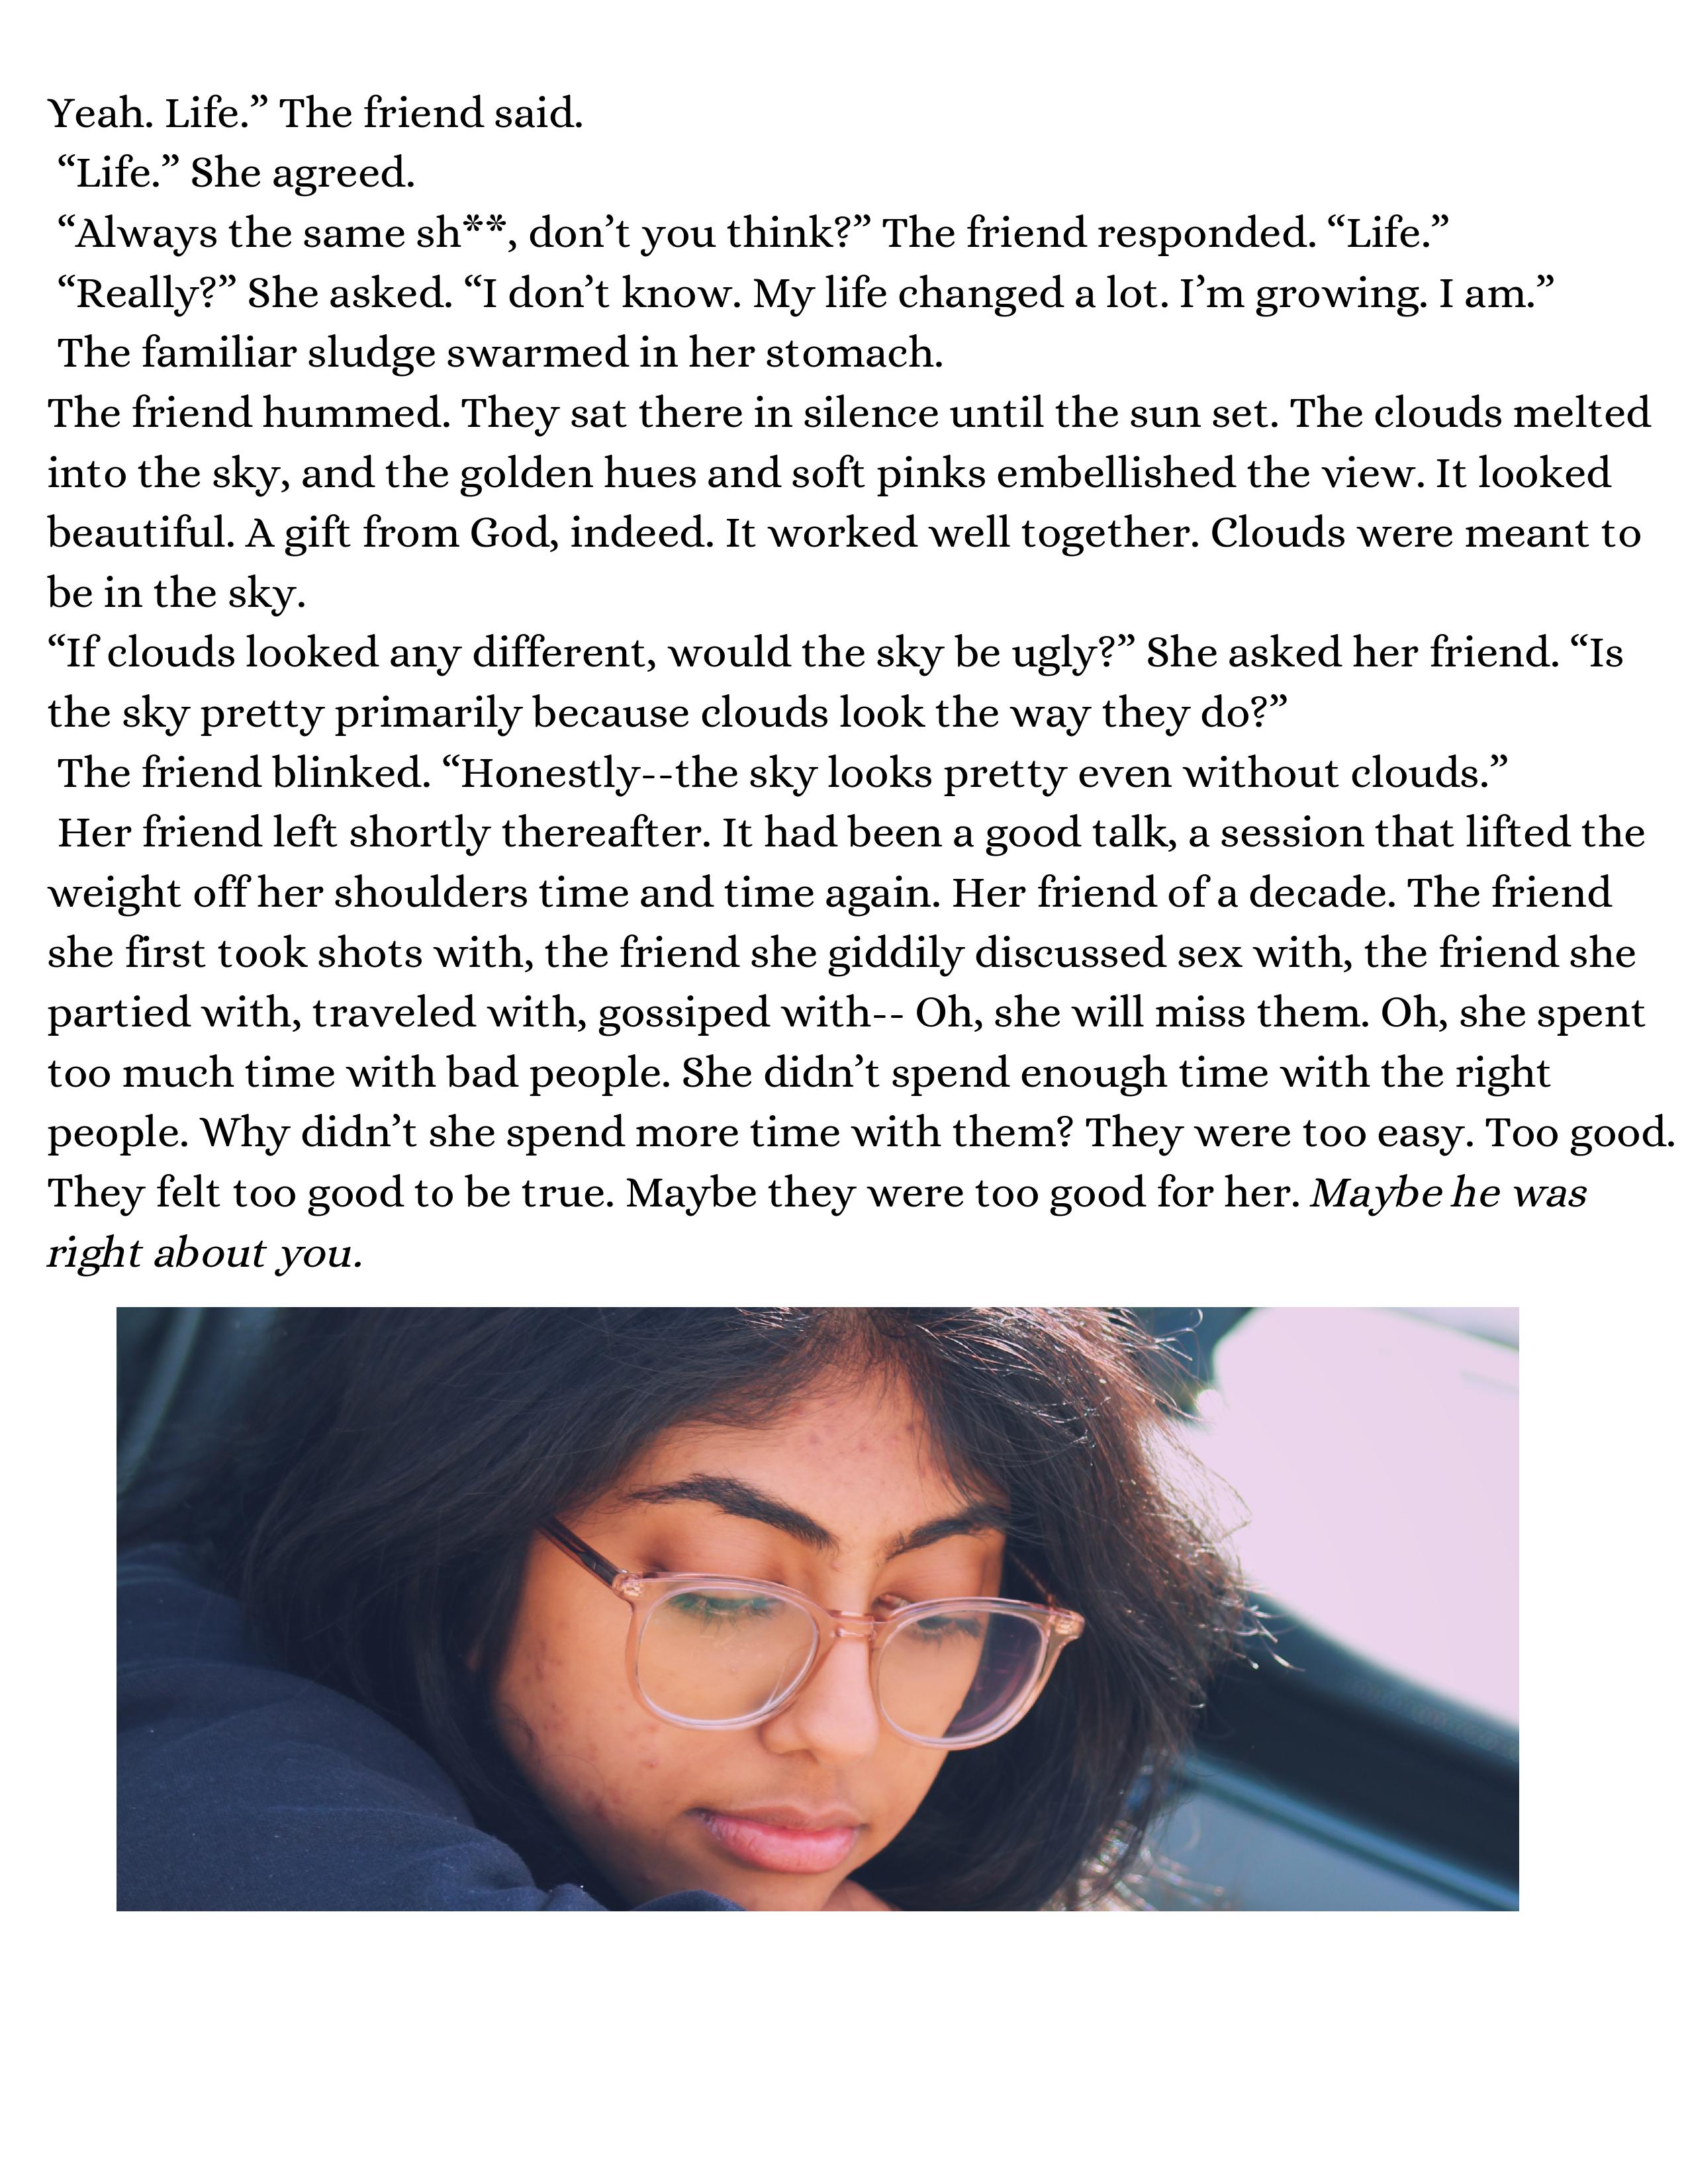 Yeah. Life.” The friend said.
“Life.” She agreed.
“Always the same sh**, don’t you think?” The friend responded. “Life.”
“Really?” She asked. “I don’t know. My life changed a lot. I’m growing. I am.”
The familiar sludge swarmed in her stomach.
The friend hummed. They sat there in silence until the sun set. The clouds melted
into the sky, and the golden hues and soft pinks embellished the view. It looked
beautiful. A gift from God, indeed. It worked well together. Clouds were meant to
be in the sky.
“If clouds looked any different, would the sky be ugly?” She asked her friend. “Is
the sky pretty primarily because clouds look the way they do?”
The friend blinked. “Honestly--the sky looks pretty even without clouds.”
Her friend left shortly thereafter. It had been a good talk, a session that lifted the
weight off her shoulders time and time again. Her friend of a decade. The friend
she first took shots with, the friend she giddily discussed sex with, the friend she
partied with, traveled with, gossiped with-- Oh, she will miss them. Oh, she spent
too much time with bad people. She didn’t spend enough time with the right
people. Why didn’t she spend more time with them? They were too easy. Too good.
They felt too good to be true. Maybe they were too good for her. Maybe he was
right about you.